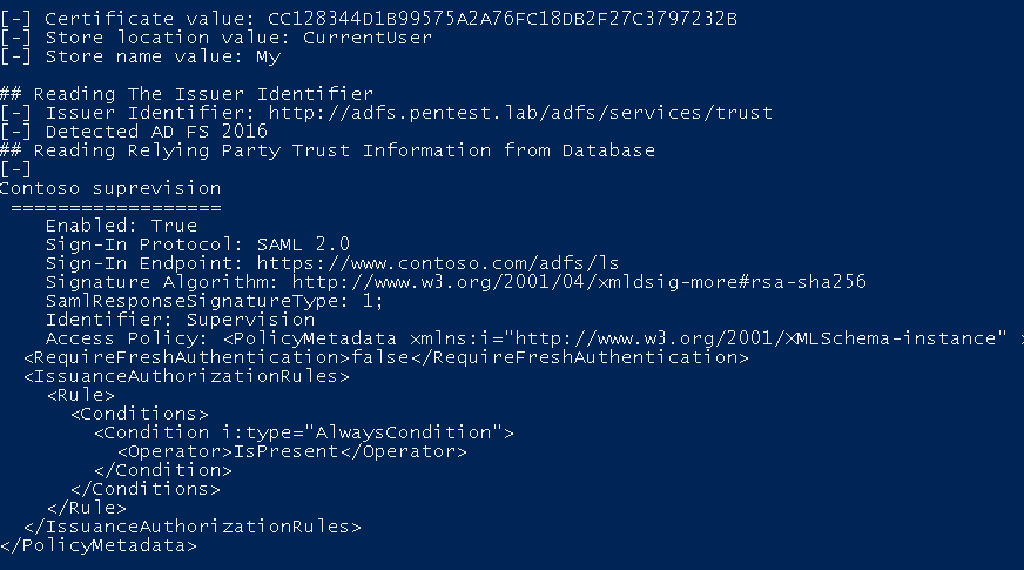 [-] Certificate value: CC128344D1B99575A2A76FC18DB2F27C3797232B
[-] Store location value: CurrentUser
[-] Store name value: My
## Reading The Issuer Identifier
[-] Issuer Identifier: http://adfs.pentest.lab/adfs/services/trust
[-] Detected AD FS 2016
## Reading Relying Party Trust Information from Database
[-]
Contoso suprevision
==================
Enabled: True
Sign-In Protocol: SAML 2.0
Sign-In Endpoint: https://www.contoso.com/adfs/ls
Signature Algorithm: http://www.w3.org/2001/04/xmldsig-more#rsa-sha256
SamlResponseSignatureType: 1;
Identifier: Supervision
Access Policy: <PolicyMetadata xmlns:i="http://www.w3.org/2001/XMLSchema-instance"
<RequireFreshAuthentication>false</RequireFreshAuthentication>
<IssuanceAuthorizationRules>
<Rule>
<Conditions>
<Condition i:type="AlwaysCondition">
<Operator>IsPresent</Operator>
</Condition>
</Conditions>
</Rule>
</IssuanceAuthorizationRules>
</PolicyMetadata>